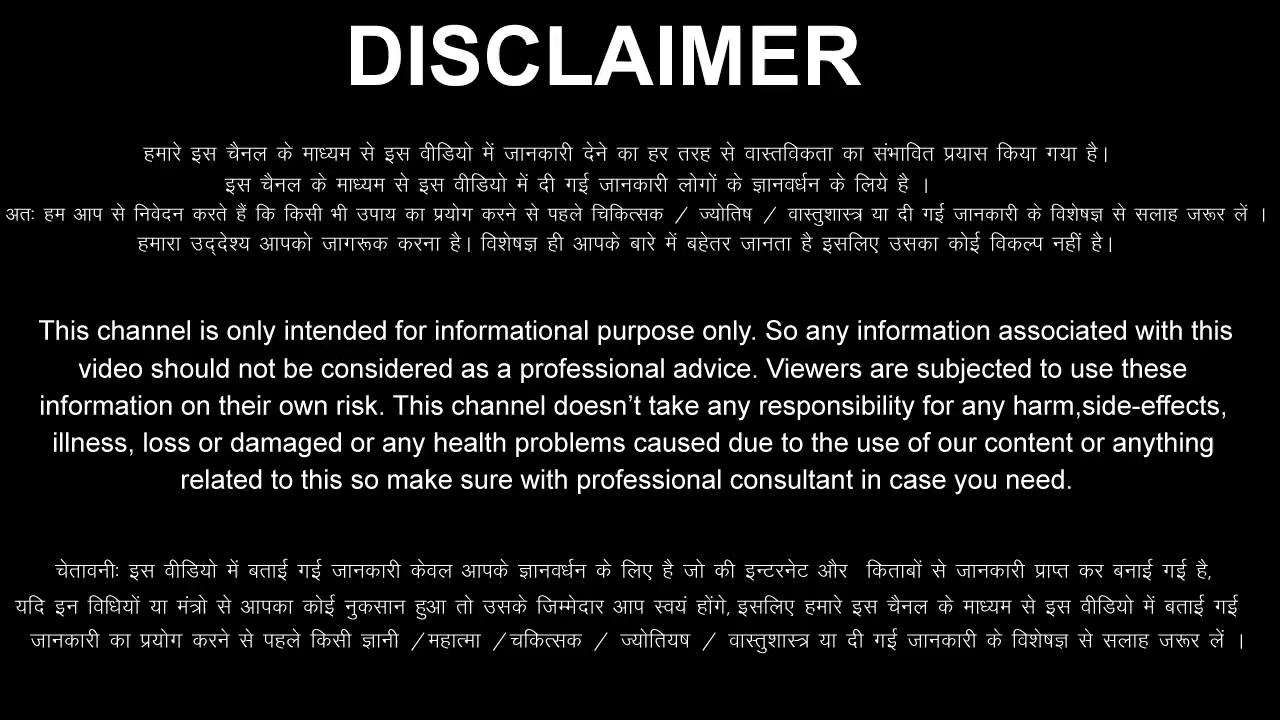 DISCLAIMER
हमारे इस चैनल के माध्यम से इस वीडियो में जानकारी देने का हर तरह से वास्तविकता का संभावित प्रयास किया गया है।
इस चैनल के माध्यम से इस वीडियो में दी गई जानकारी लोगों के ज्ञानवर्धन के लिये है ।
अतः हम आप से निवेदन करते हैं कि किसी भी उपाय का प्रयोग करने से पहले चिकित्सक / ज्योतिष / वास्तुशास्त्र या दी गई जानकारी के विशेषज्ञ से सलाह जरूर लें ।
हमारा उद्देश्य आपको जागरूक करना है। विशेषज्ञ ही आपके बारे में बहेतर जानता है इसलिए उसका कोई विकल्प नहीं है।
This channel is only intended for informational purpose only. So any information associated with this
video should not be considered as a professional advice. Viewers are subjected to use these
information on their own risk. This channel doesn’t take any responsibility for any harm,side-effects,
illness, loss or damaged or any health problems caused due to the use of our content or anything
related to this so make sure with professional consultant in case you need.
चेतावनीः इस वीडियो में बताई गई जानकारी केवल आपके ज्ञानवर्धन के लिए है जो की इन्टरनेट और किताबों से जानकारी प्राप्त कर बनाई गई है,
यदि इन विधियों या मंत्रो से आपका कोई नुकसान हुआ तो उसके जिम्मेदार आप स्वयं होंगे, इसलिए हमारे इस चैनल के माध्यम से इस वीडियो में बताई गई
जानकारी का प्रयोग करने से पहले किसी ज्ञानी /महात्मा /चकित्सक / ज्योतियष / वास्तुशास्त्र या दी गई जानकारी के विशेषज्ञ से सलाह जरूर लें ।